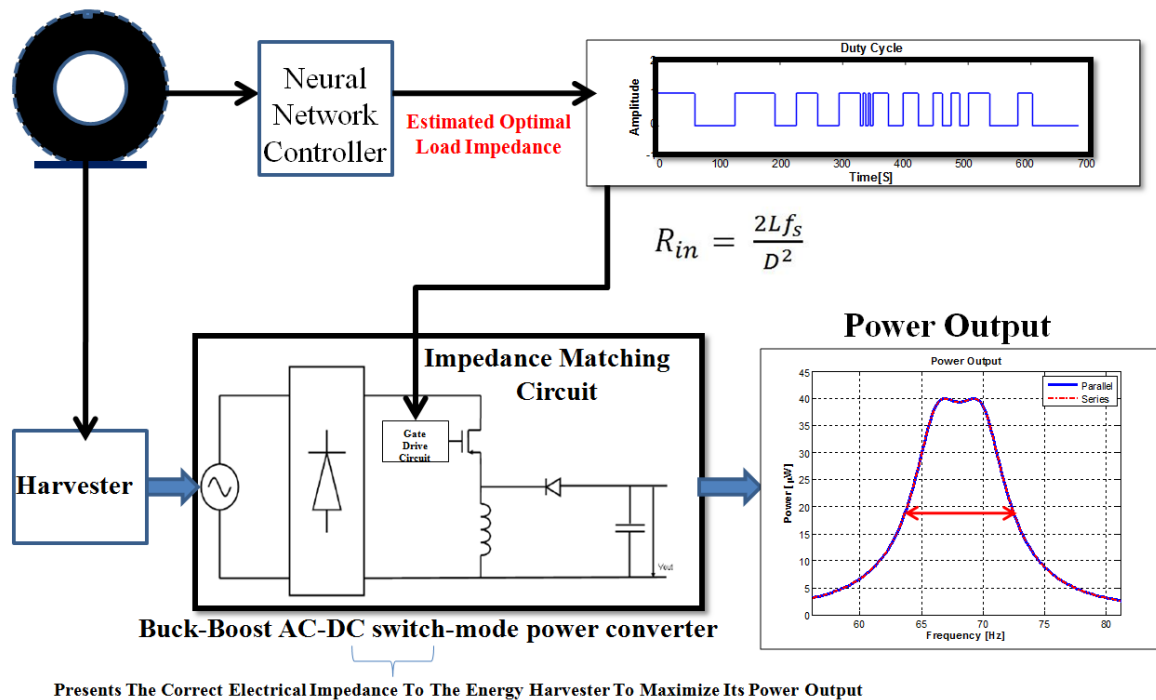 Neural
Network
Controller
Estimated Optimal
Load Impedance
Duty Cycle
Amplitude
2
1
0
-1
0 100 200 300 400 500 600 700
Time[S]
R_in = 2Lf_S / D^2
Power Output
Impedance Matching
Circuit
Gate
Drive
Circuit
Vout
Harvester
Power Output
Parallel
Series
Power [µW]
45
40
35
30
25
20
15
10
5
0
60 65 70 75 80
Frequency [Hz]
Buck-Boost AC-DC switch-mode power converter
Presents The Correct Electrical Impedance To The Energy Harvester To Maximize Its Power Output